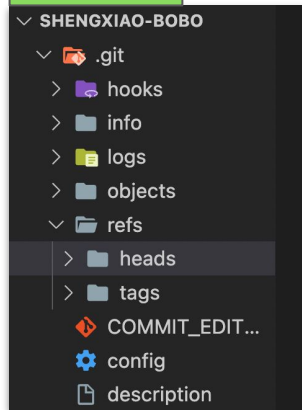 SHENGXIAO-BOBO
.git
hooks
info
logs
objects
refs
heads
tags
COMMIT_EDIT...
config
description